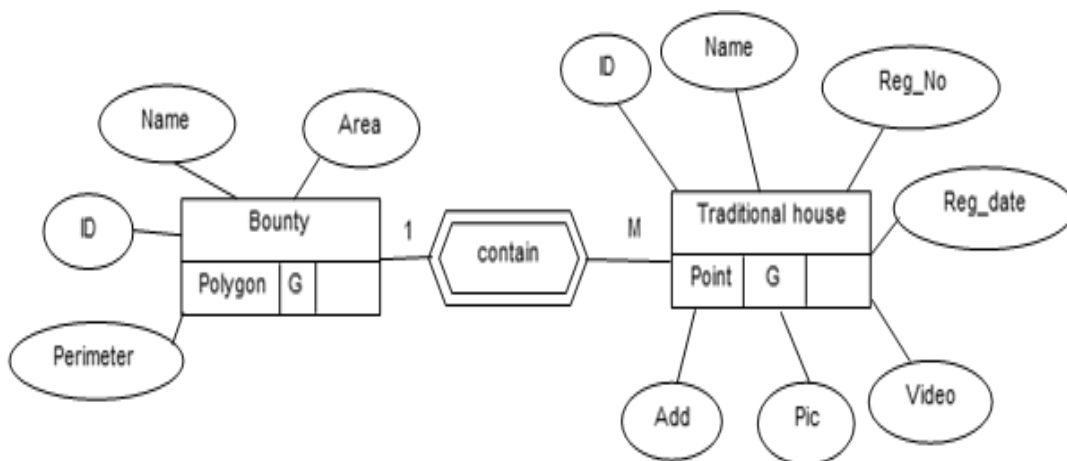 Name
Area
ID
Bounty
Polygon G
Perimeter
1
contain
M
ID
Name
Reg_No
Reg_date
Traditional house
Point G
Add
Pic
Video